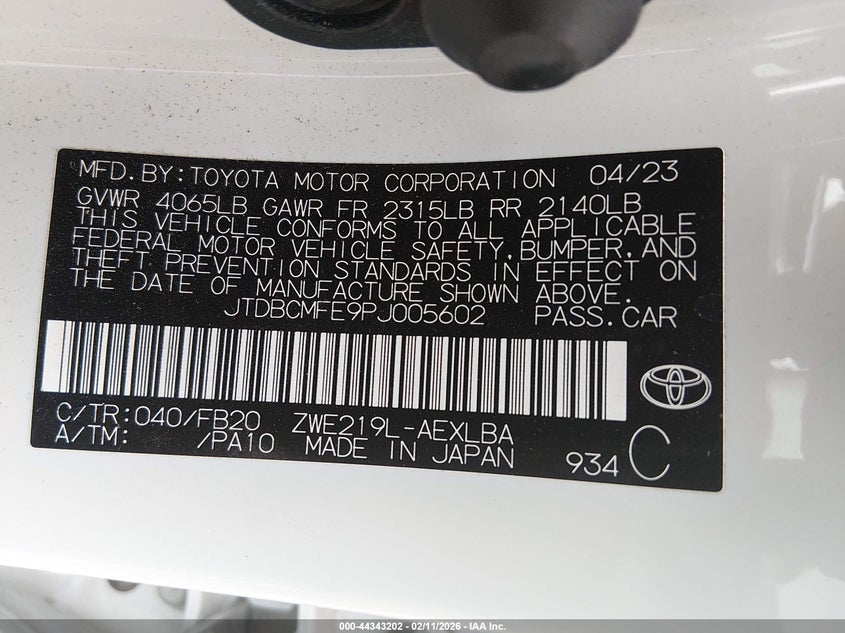 MFD.BY:TOYOTA MOTOR CORPORATION 04/23
GVWR 4065LB GAWR FR 2315LB RR 2140LB
THIS VEHICLE CONFORMS TO ALL APPLICABLE
FEDERAL MOTOR VEHICLE SAFETY,BUMPER,AND
THEFT PREVENTION STANDARDS IN EFFECT ON
THE DATE OF MANUFACTURE SHOWN ABOVE.
JTDBCMFE9PJ005602 PASS.CAR
C/TR:040/FB20 ZWE219L-AEXLBA
A/TM: /PA10 MADE IN JAPAN 934 C
000-44343202 - 02/11/2026 - IAA Inc.